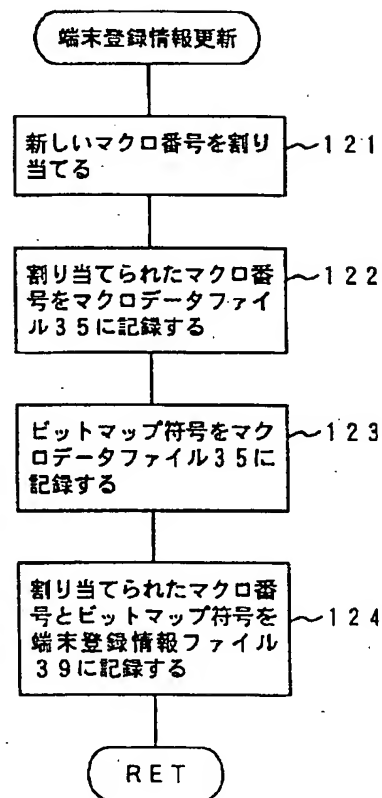 端末登録情報更新
新しいマクロ番号を割り
当てる
~121
割り当てられたマクロ番
号をマクロデータファイ
ル35に記録する
~122
ビットマップ符号をマク
ロデータファイル35に
記録する
~123
割り当てられたマクロ番
号とビットマップ符号を
端末登録情報ファイル
39に記録する
~124
RET